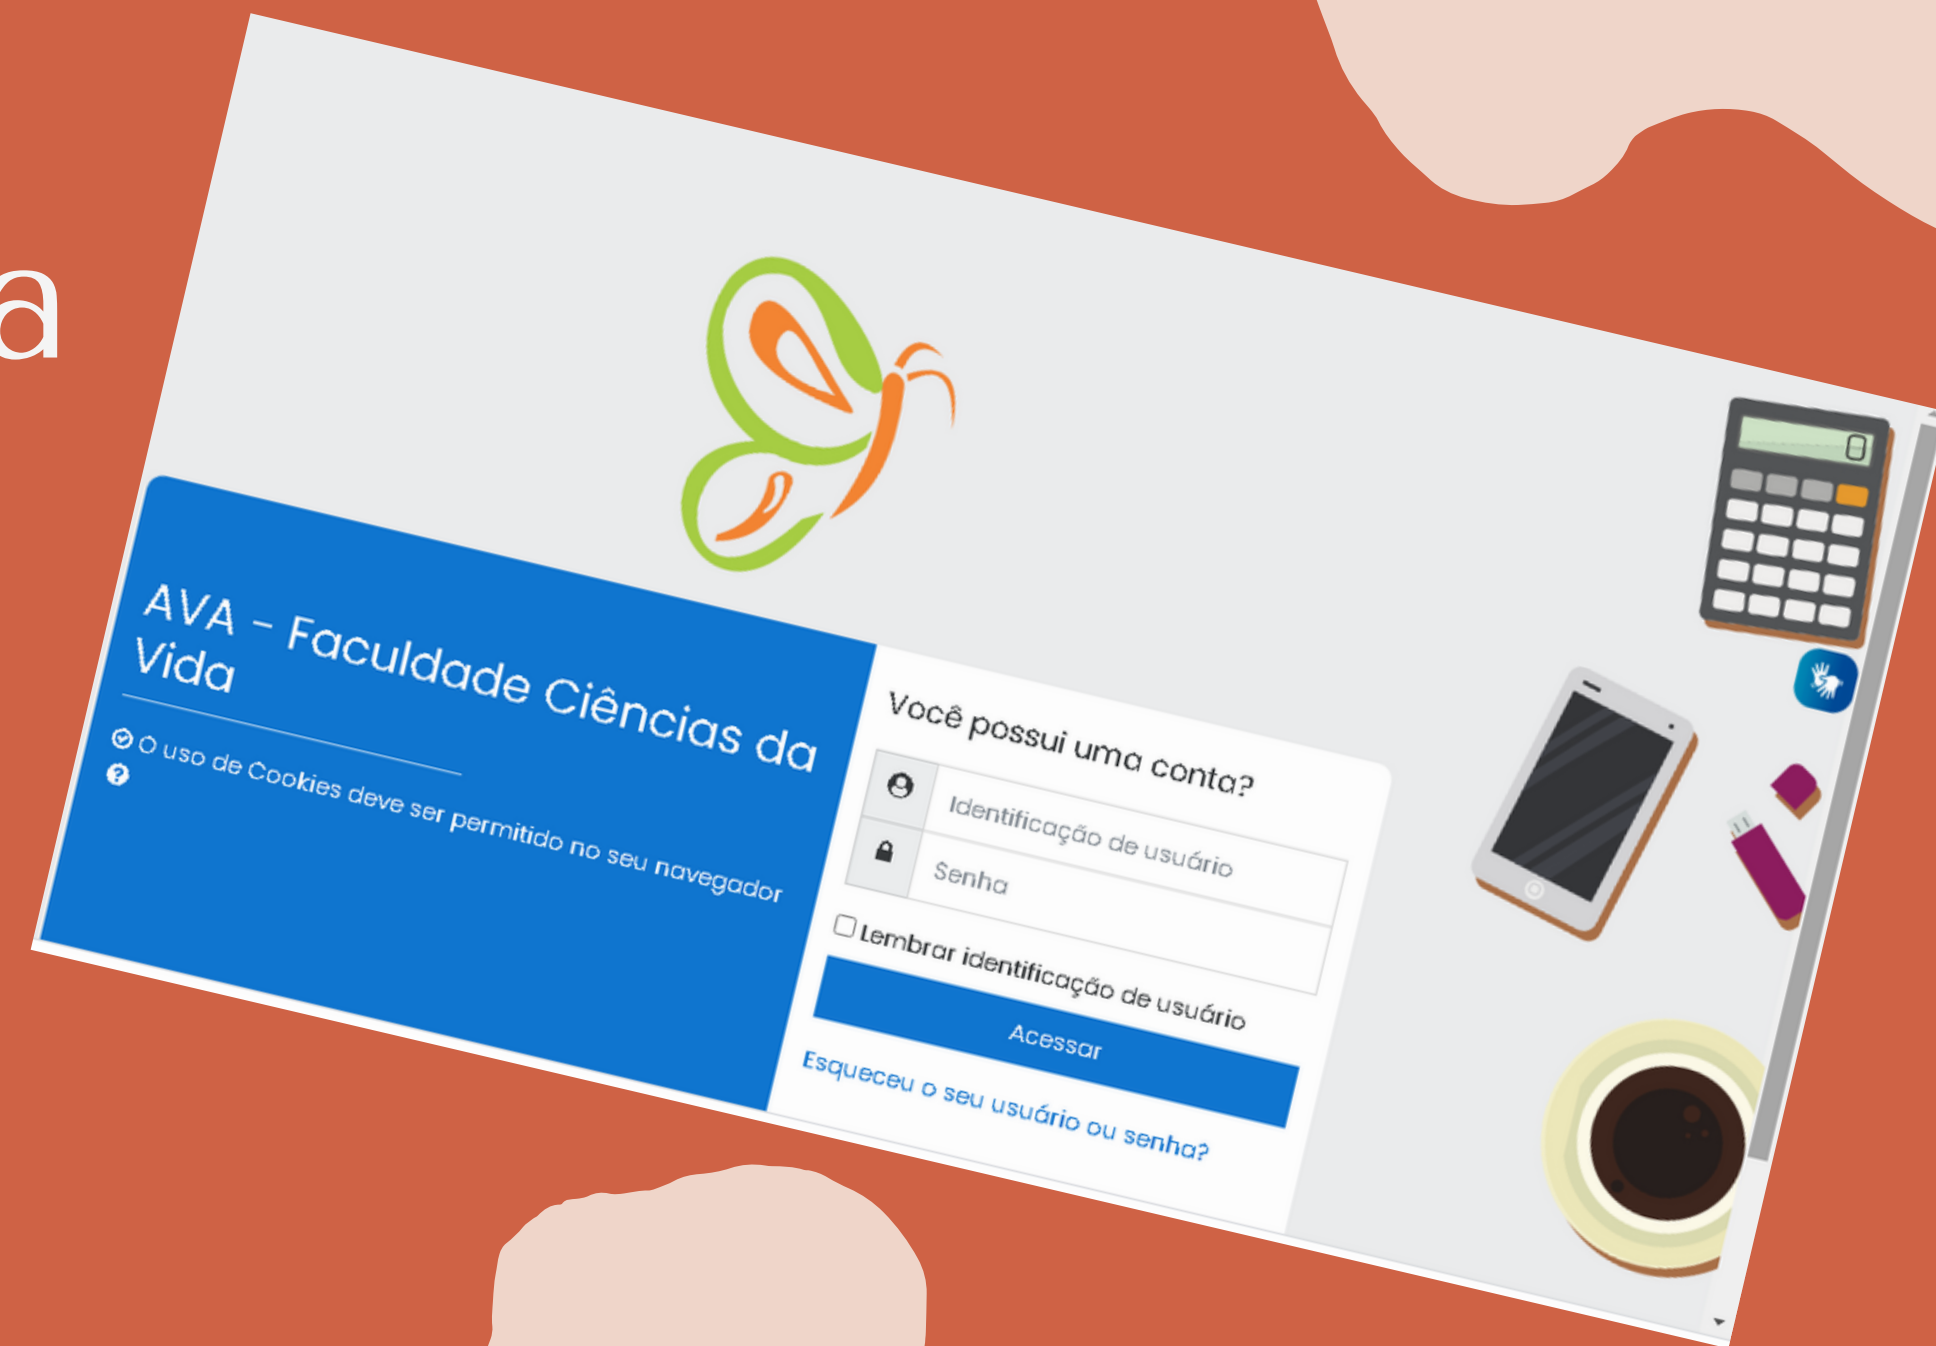 a
AVA - Faculdade Ciências da
Vida
O uso de Cookies deve ser permitido no seu navegador
Você possui uma conta?
Identificação de usuário
Senha
Lembrar identificação de usuário
Acessar
Esqueceu o seu usuário ou senha?
0